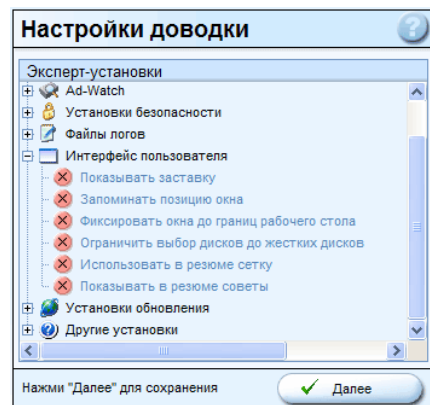 Настройки доводки
Эксперт-установки
Ad-Watch
Установки безопасности
Файлы логов
Интерфейс пользователя
Показывать заставку
Запоминать позицию окна
Фиксировать окна до границ рабочего стола
Ограничить выбор дисков до жестких дисков
Использовать в резюме сетку
Показывать в резюме советы
Установки обновления
Другие установки
Нажми "Далее" для сохранения
Далее